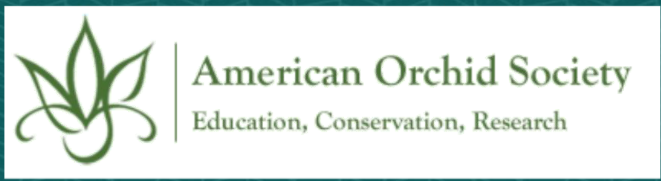 American Orchid Society
Education, Conservation, Research